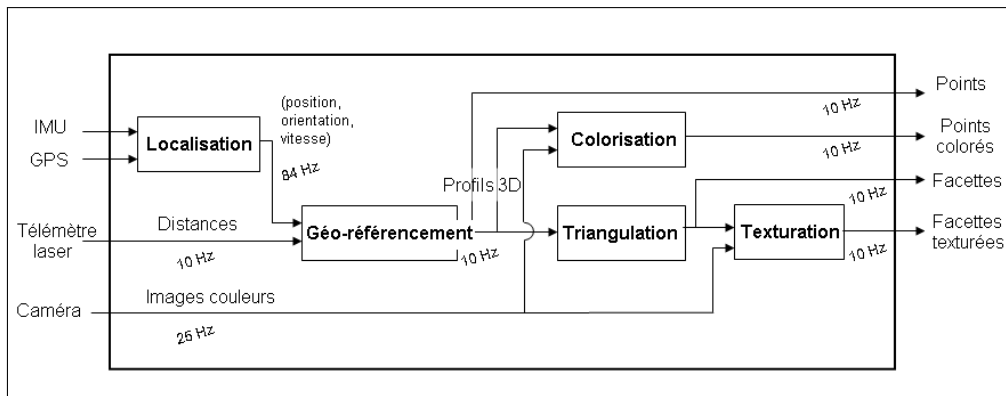 IMU
GPS
Localisation
(position,
orientation,
vitesse)
84 Hz
Télémètre
laser
Distances
10 Hz
Géo-référencement
10 Hz
Profils 3D
Caméra
Images couleurs
25 Hz
Colorisation
Triangulation
Texturation
10 Hz
Points
10 Hz
Points
colorés
10 Hz
Facettes
10 Hz
Facettes
texturées